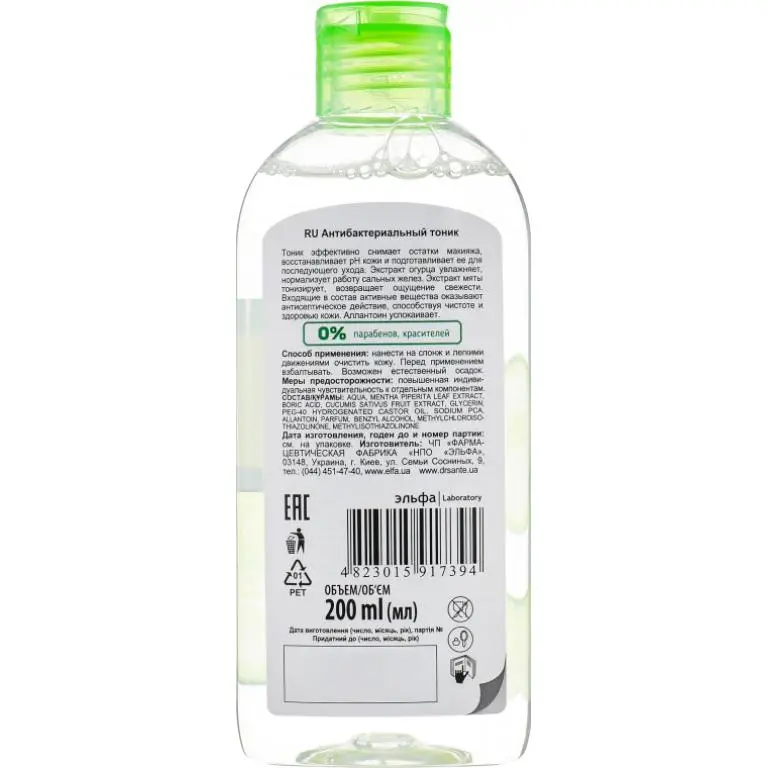 RU Антибактериальный тоник
Тоник эффективно снимает остатки макияжа,
восстанавливает pH кожи и подготавливает ее для
последующего ухода. Экстракт огурца увлажняет,
нормализует работу сальных желез. Экстракт мяты
тонизирует, возвращает ощущение свежести.
Входящие в состав активные вещества оказывают
антисептическое действие, способствуя чистоте и
здоровью кожи. Аллантоин успокаивает.
0% парабенов, красителей
Способ применения: нанести на спонж и легкими
движениями очистить кожу. Перед применением
взбалтывать. Возможен естественный осадок.
Меры предосторожности: повышенная индиви-
дуальная чувствительность к отдельным компонентам.
СОСТАВ/ҚҰРАМЫ: AQUA, MENTHA PIPERITA LEAF EXTRACT,
BORIC ACID, CUCUMIS SATIVUS FRUIT EXTRACT, GLYCERIN,
PEG-40 HYDROGENATED CASTOR OIL, SODIUM PCA,
ALLANTOIN, PARFUM, BENZYL ALCOHOL, METHYLCHLOROISO-
THIAZOLINONE, METHYLISOTHIAZOLINONE
Дата изготовления, годен до и номер партии:
см. на упаковке. Изготовитель: ЧП «ФАРМА-
ЦЕВТИЧЕСКАЯ ФАБРИКА «НПО «ЭЛЬФА»,
03148, Украина, г. Киев, ул. Семьи Сосниных, 9,
тел.: (044) 451-47-40, www.elfa.ua www.drsante.ua
эльфа | Laboratory
EAC
4 823015 917394
01
PET
ОБЪЕМ/ОБ'ЄМ
200 ml (мл)
Дата виготовлення (число, місяць, рік), партія №
Придатний до (число, місяць, рік)